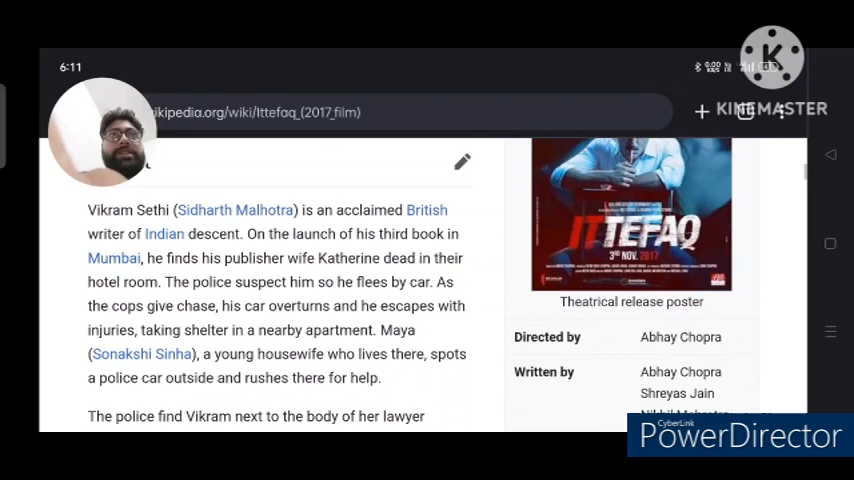 6:11
KINEMASTER
ikipedia.org/wiki/Ittefaq_(2017_film)
Vikram Sethi (Sidharth Malhotra) is an acclaimed British
writer of Indian descent. On the launch of his third book in
Mumbai, he finds his publisher wife Katherine dead in their
hotel room. The police suspect him so he flees by car. As
the cops give chase, his car overturns and he escapes with
injuries, taking shelter in a nearby apartment. Maya
(Sonakshi Sinha), a young housewife who lives there, spots
a police car outside and rushes there for help.
The police find Vikram next to the body of her lawyer
ITTEFAQ
3RD NOV. 2017
Theatrical release poster
Directed by
Abhay Chopra
Written by
Abhay Chopra
Shreyas Jain
CyberLink
PowerDirector